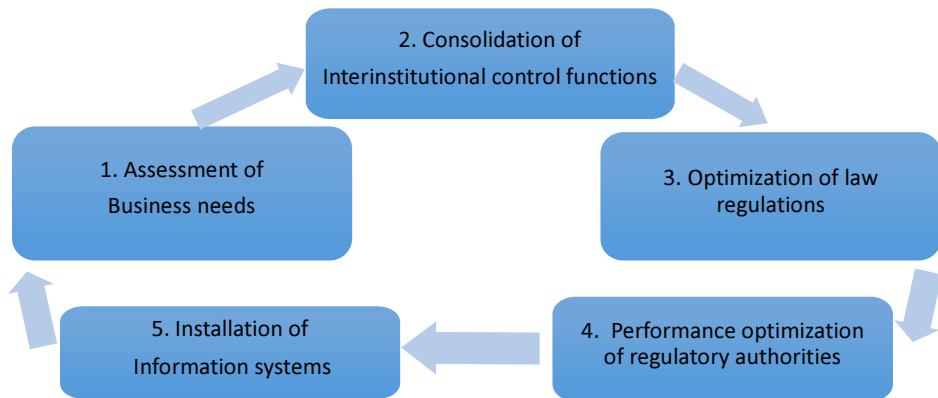 2. Consolidation of
Interinstitutional control functions
1. Assessment of
Business needs
3. Optimization of law
regulations
5. Installation of
Information systems
4. Performance optimization
of regulatory authorities